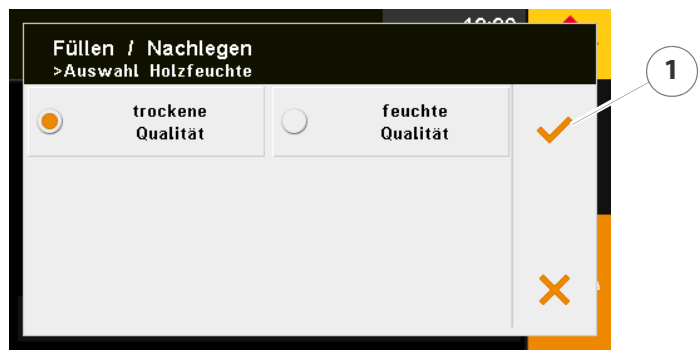 Füllen / Nachlegen
>Auswahl Holzfeuchte
trockene
Qualität
feuchte
Qualität
1